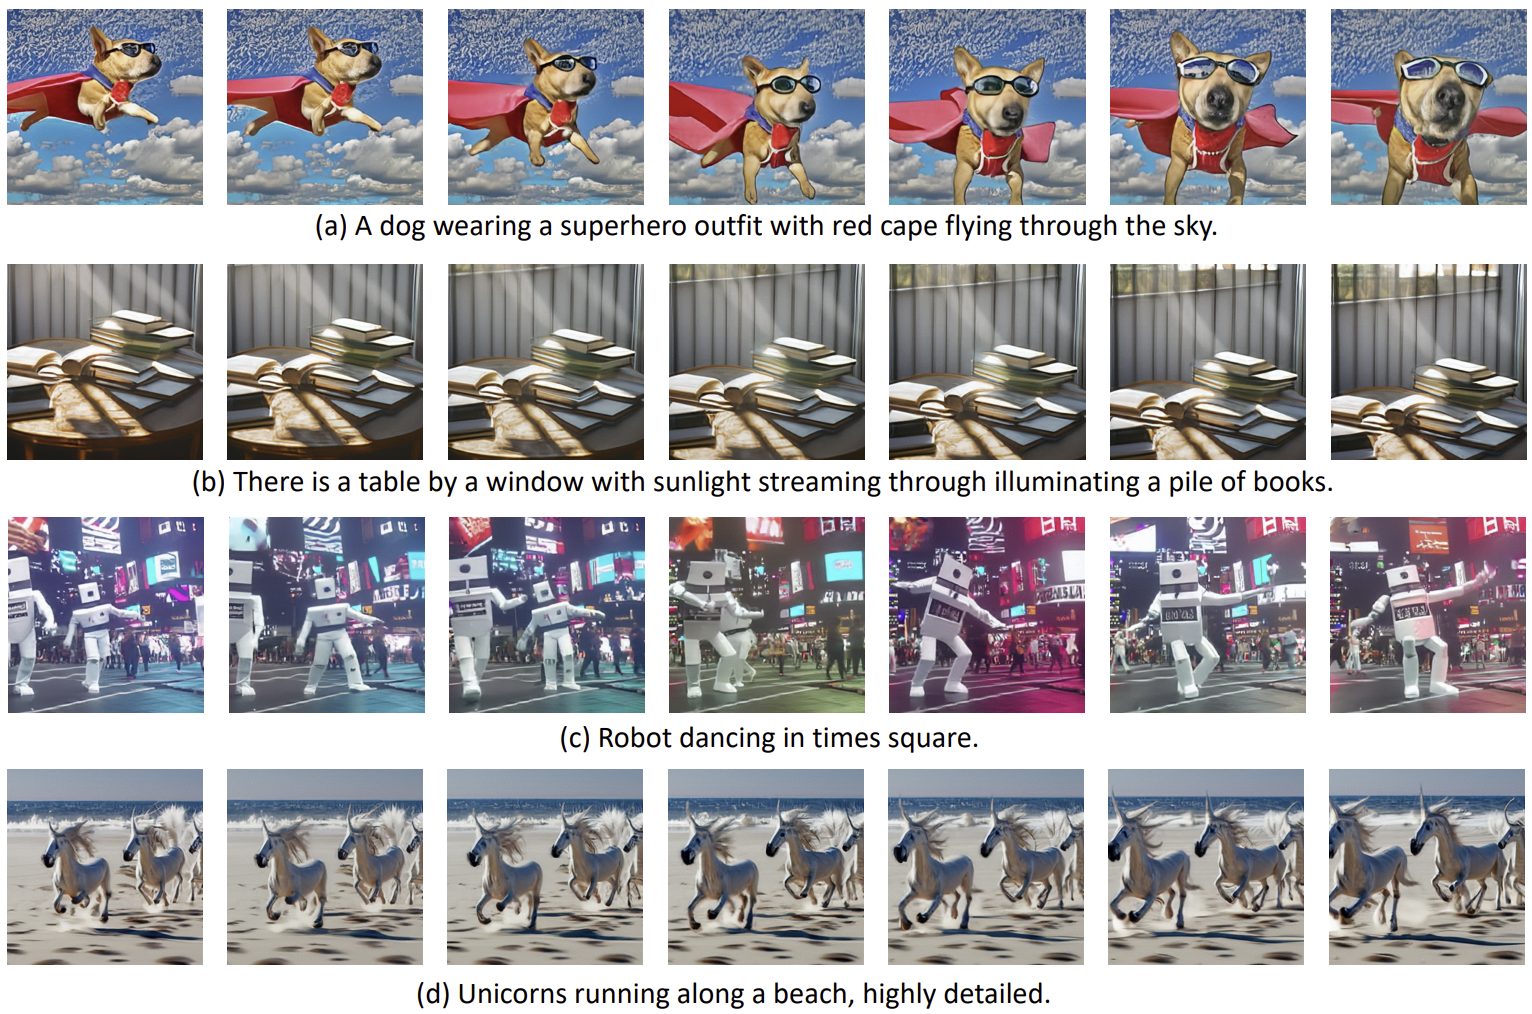 (a) A dog wearing a superhero outfit with red cape flying through the sky.
(b) There is a table by a window with sunlight streaming through illuminating a pile of books.
(c) Robot dancing in times square.
(d) Unicorns running along a beach, highly detailed.